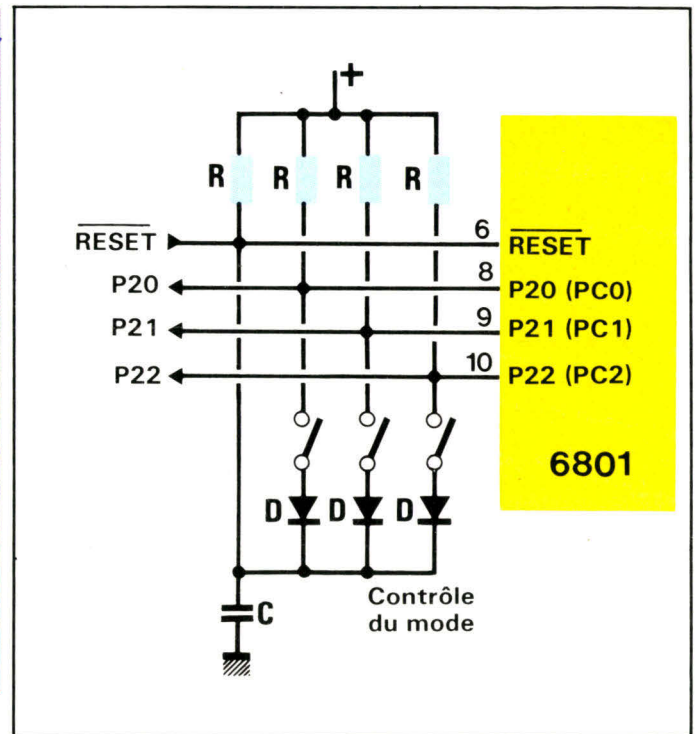 +
R R R R
RESET 6 RESET
P20 8 P20 (PC0)
P21 9 P21 (PC1)
P22 10 P22 (PC2)
6801
D D D
C
Contrôle
du mode